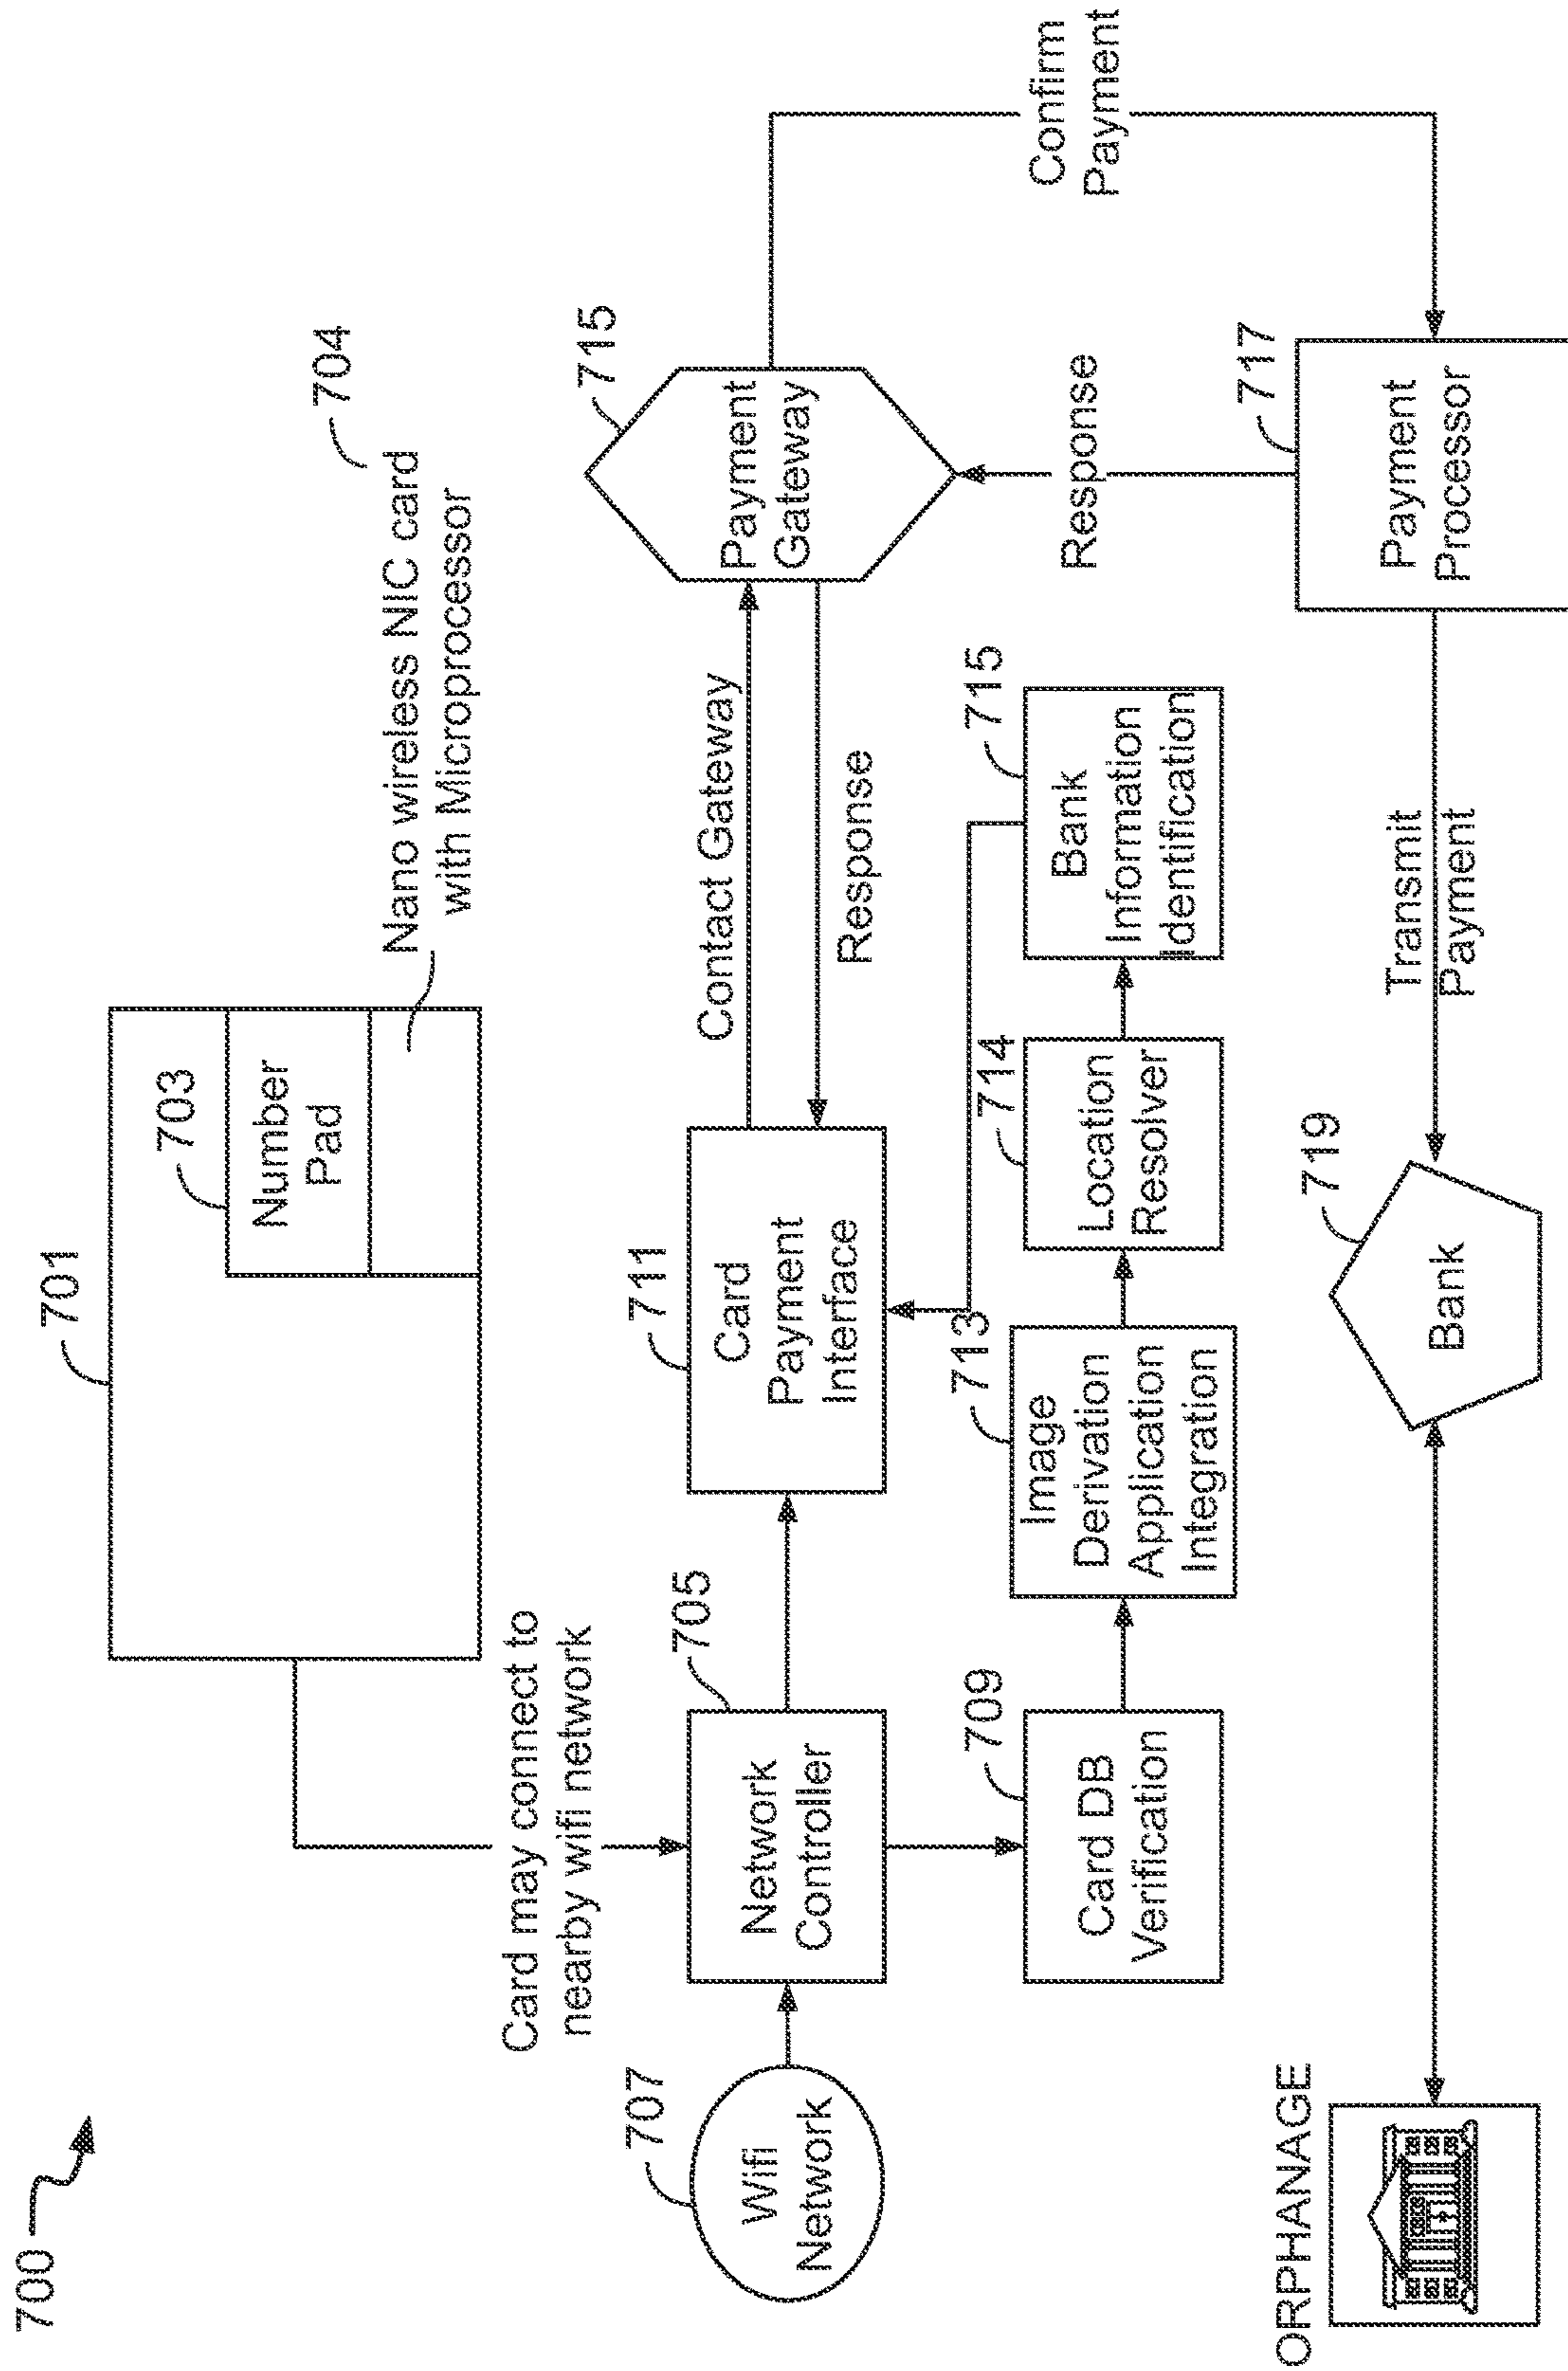 700
701
703
Number
Pad
704
Nano wireless NIC card
with Microprocessor
Card may connect to
nearby wifi network
707
Wifi
Network
705
Network
Controller
711
Card
Payment
Interface
Contact Gateway
Response
715
Payment
Gateway
Confirm
Payment
709
Card DB
Verification
713
Image
Derivation
Application
Integration
714
Location
Resolver
715
Bank
Information
Identification
Response
717
Payment
Processor
Transmit
Payment
719
Bank
ORPHANAGE